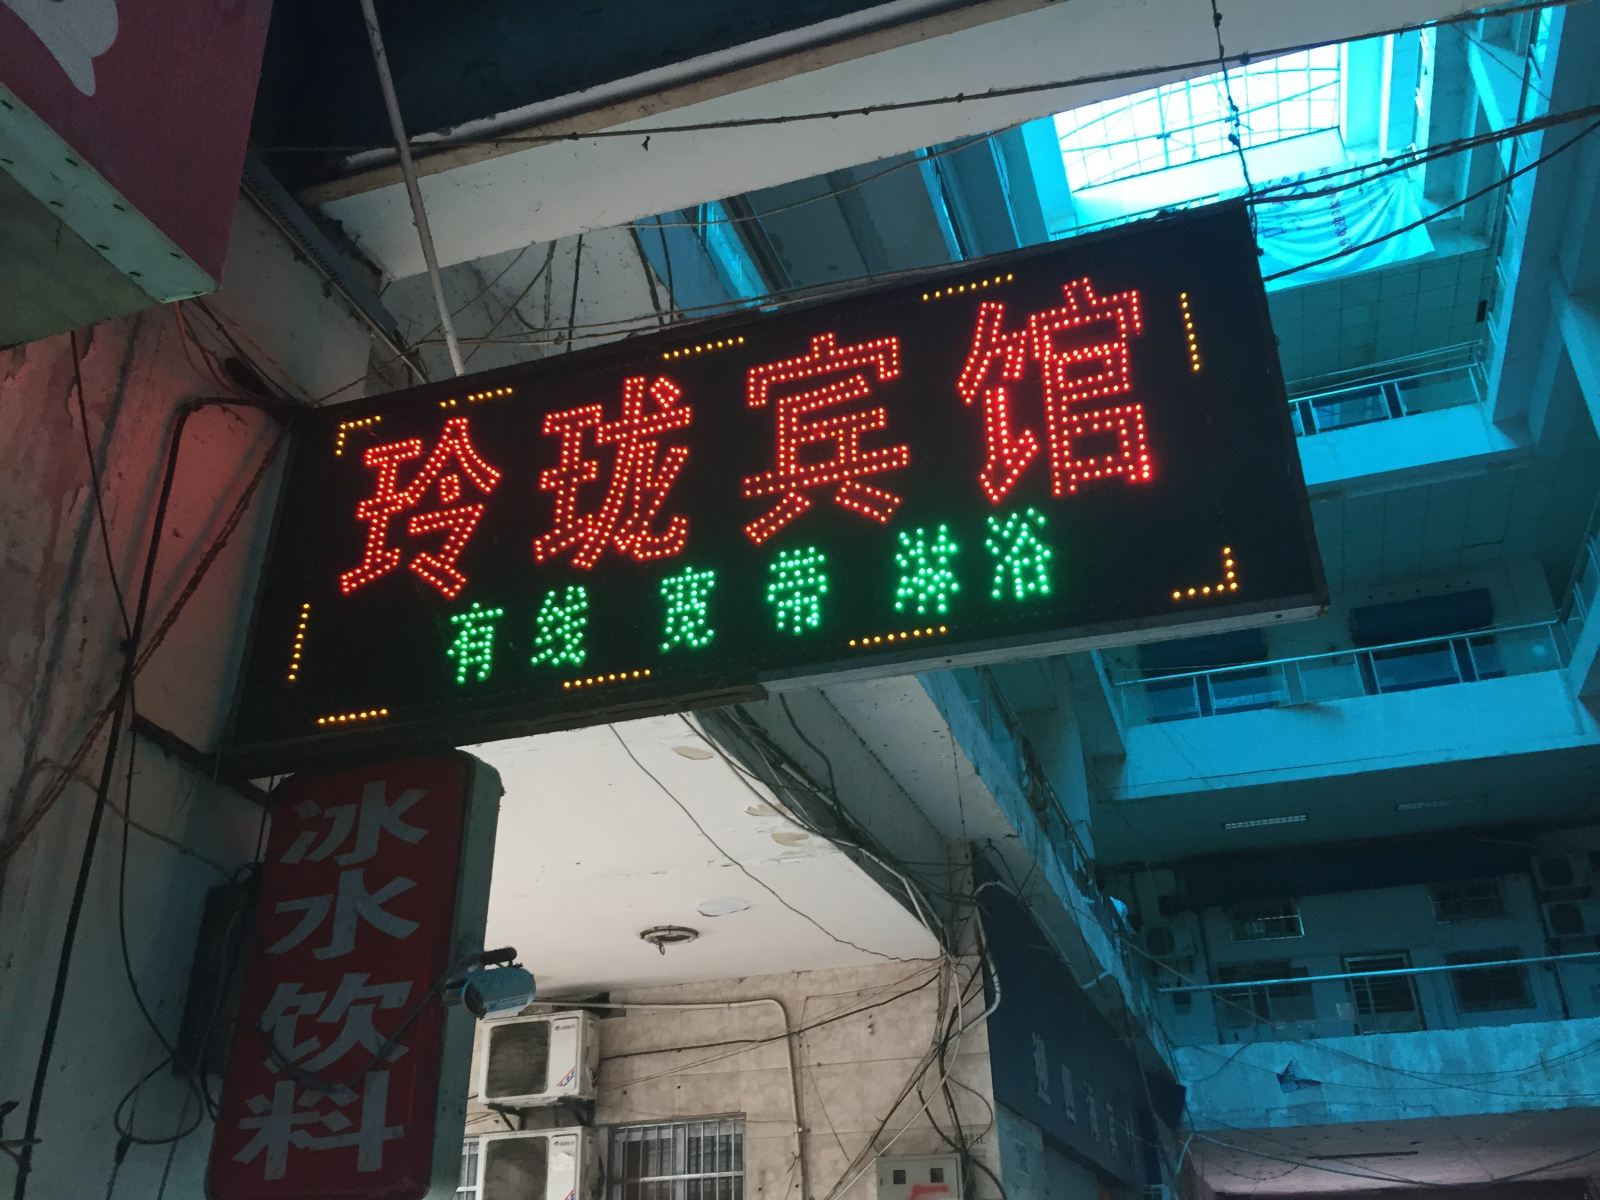 玲珑宾馆
有线 宽带 淋浴
冰水饮料